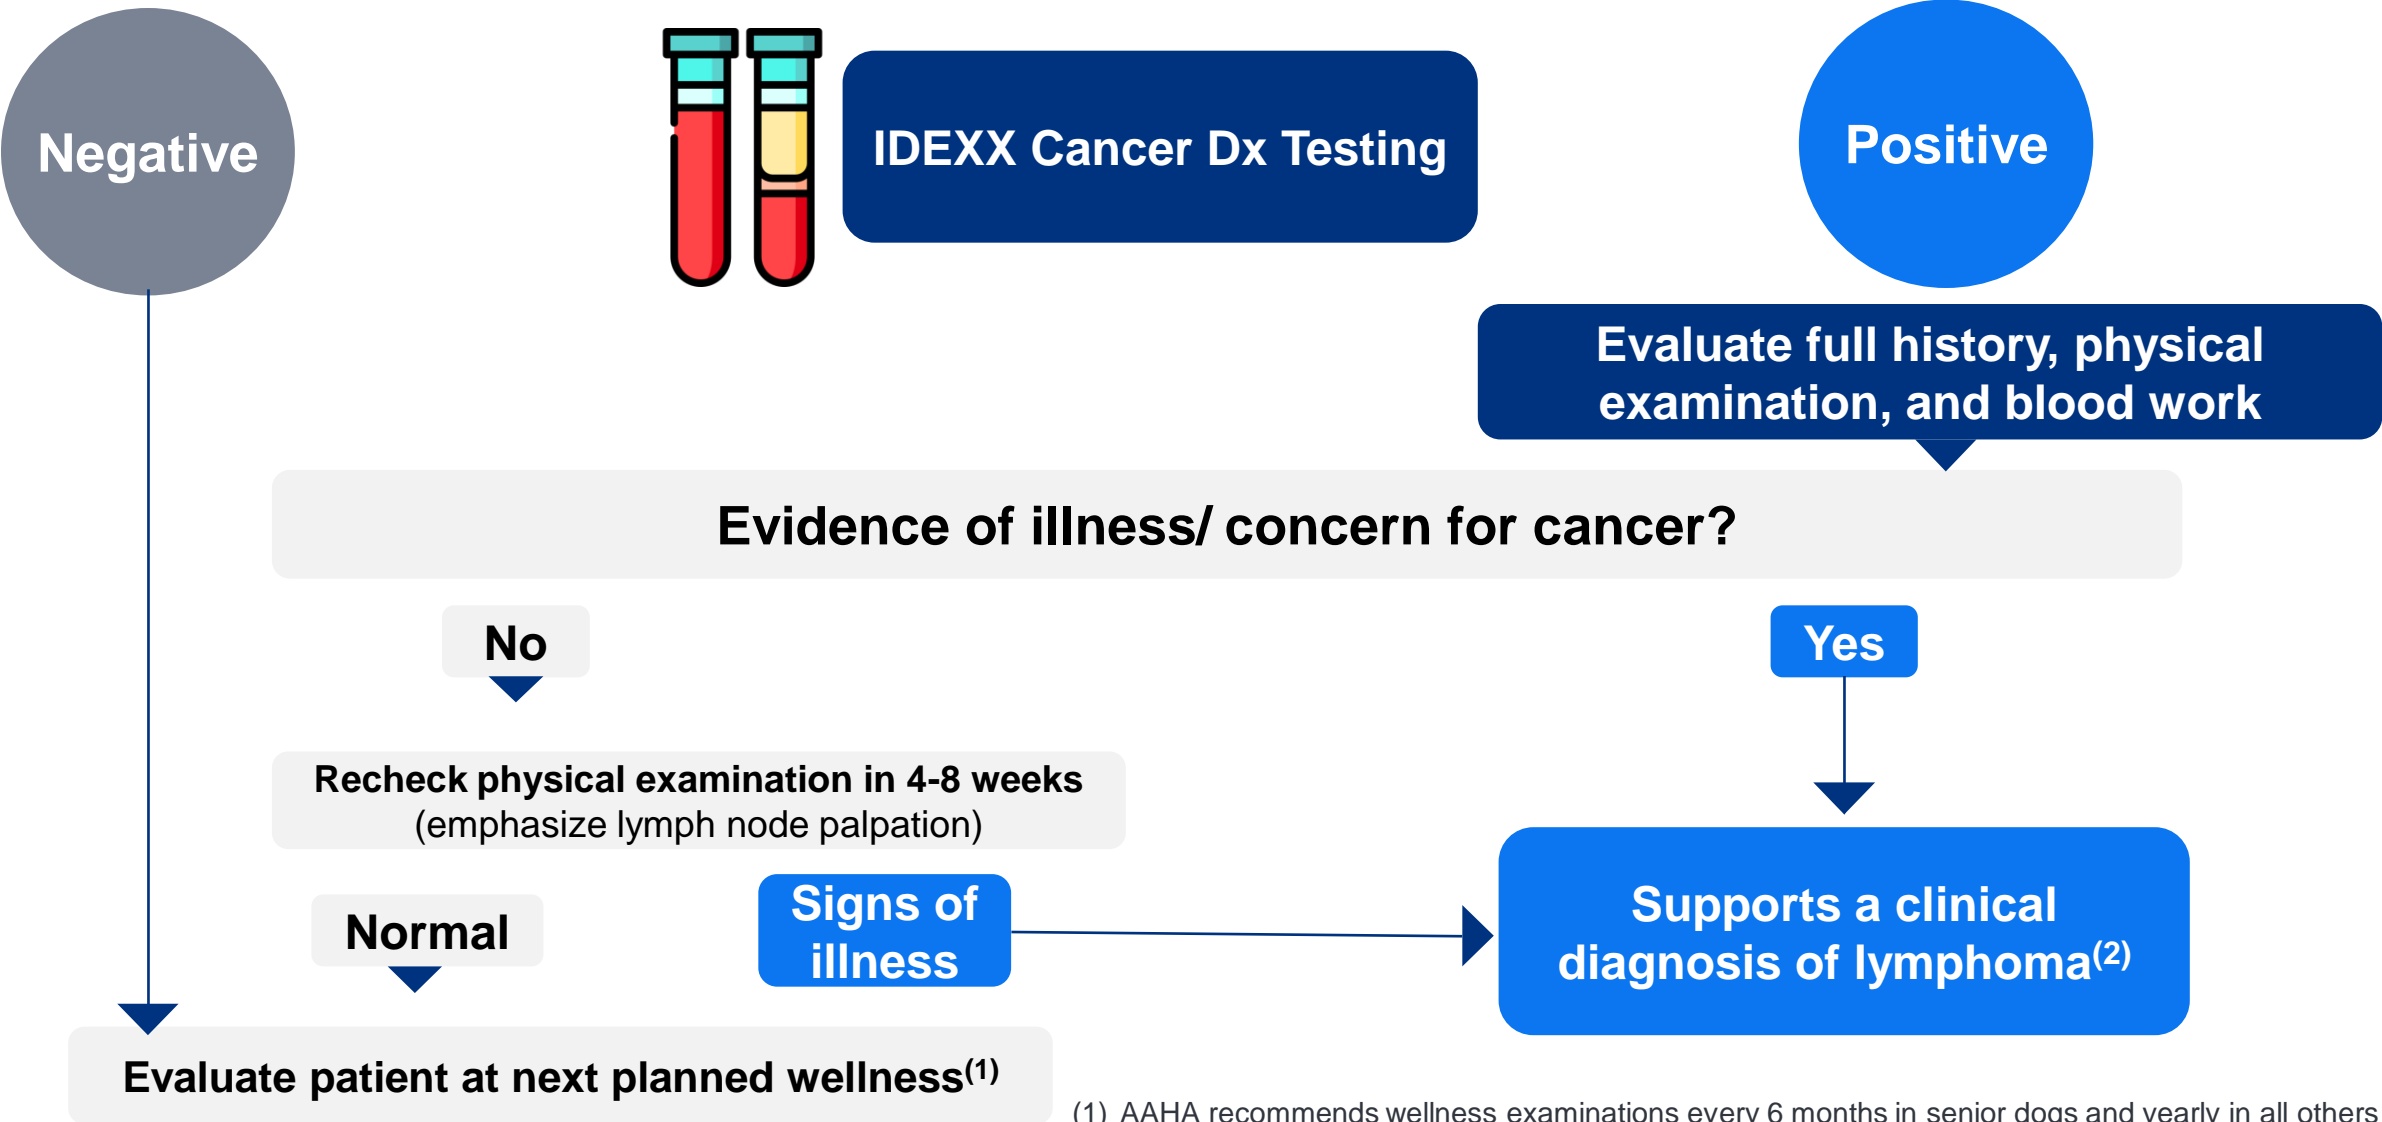 Negative
IDEXX Cancer Dx Testing
Positive
Evaluate full history, physical
examination, and blood work
Evidence of illness/ concern for cancer?
No
Yes
Recheck physical examination in 4-8 weeks
(emphasize lymph node palpation)
Normal
Signs of
illness
Supports a clinical
diagnosis of lymphoma(2)
Evaluate patient at next planned wellness(1)
(1) AAHA recommends wellness examinations every 6 months in senior dogs and yearly in all others